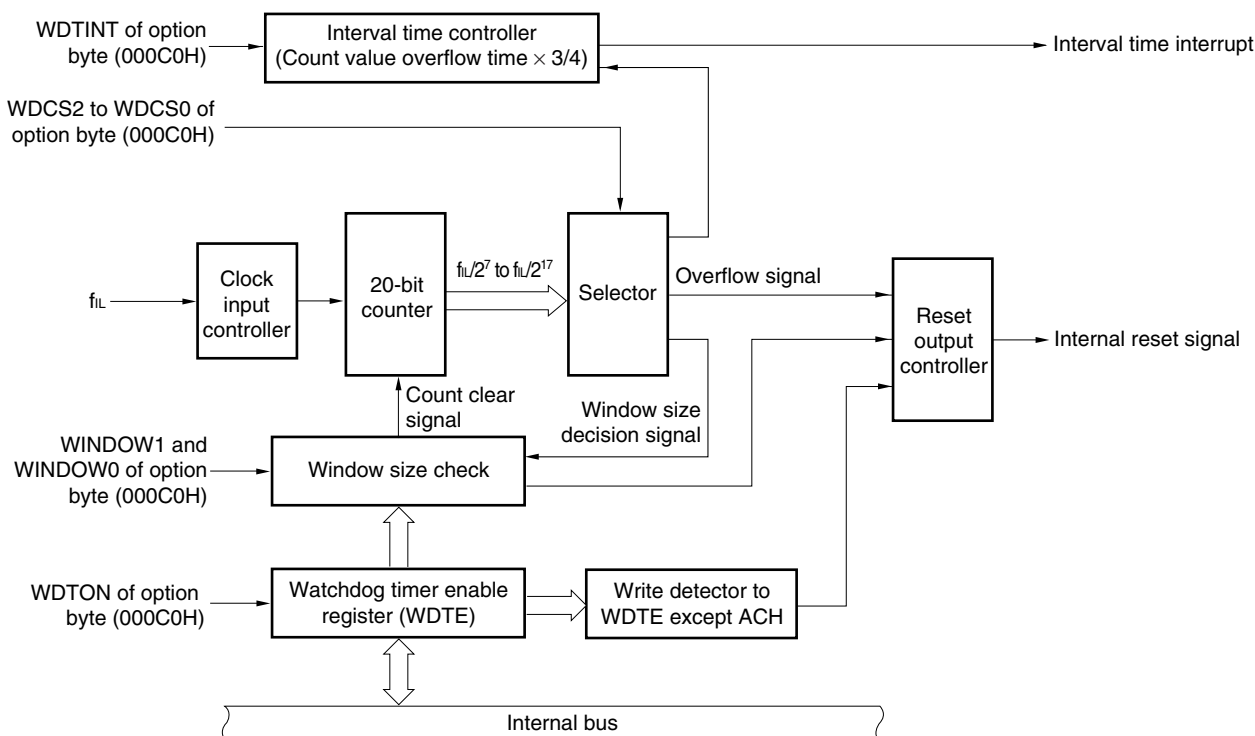 WDTINT of option
byte (000C0H)
Interval time controller
(Count value overflow time × 3/4)
Interval time interrupt
WDCS2 to WDCS0 of
option byte (000C0H)
fIL
Clock
input
controller
20-bit
counter
fIL/2⁷ to fIL/2¹⁷
Selector
Overflow signal
Reset
output
controller
Internal reset signal
Count clear
signal
Window size
decision signal
WINDOW1 and
WINDOW0 of option
byte (000C0H)
Window size check
WDTON of option
byte (000C0H)
Watchdog timer enable
register (WDTE)
Write detector to
WDTE except ACH
Internal bus